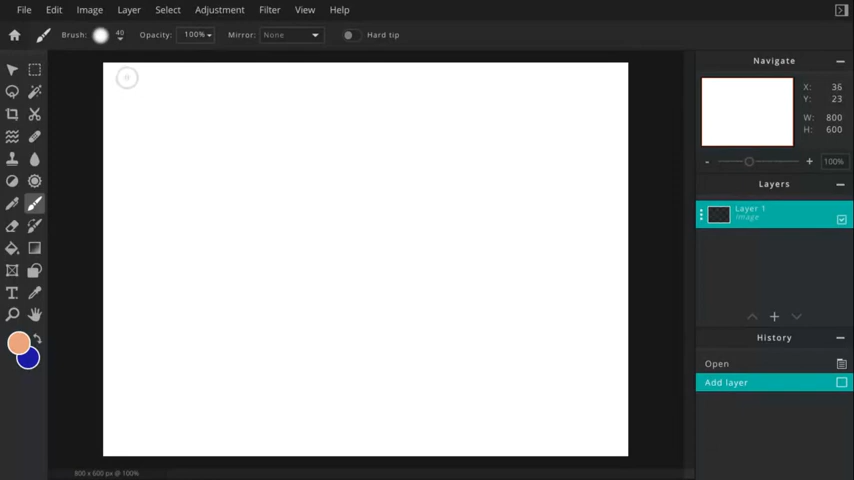 File Edit Image Layer Select Adjustment Filter View Help
Brush: 40 Opacity: 100% Mirror: None Hard tip
Navigate
X: 36
Y: 23
W: 800
H: 600
- + 100%
Layers
Layer 1
Image
+
History
Open
Add layer
T
800 x 600 px @ 100%